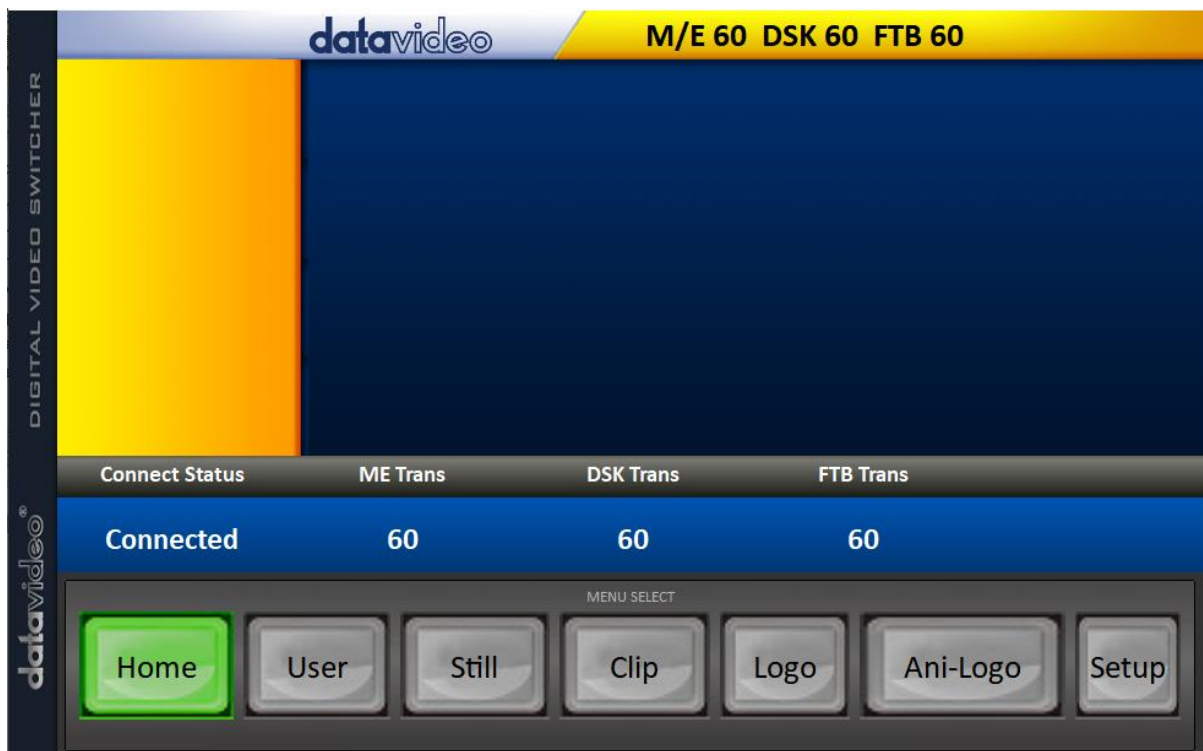 datavideo
M/E 60 DSK 60 FTB 60
DIGITAL VIDEO SWITCHER
datavideo®
Connect Status ME Trans DSK Trans FTB Trans
Connected 60 60 60
MENU SELECT
Home User Still Clip Logo Ani-Logo Setup